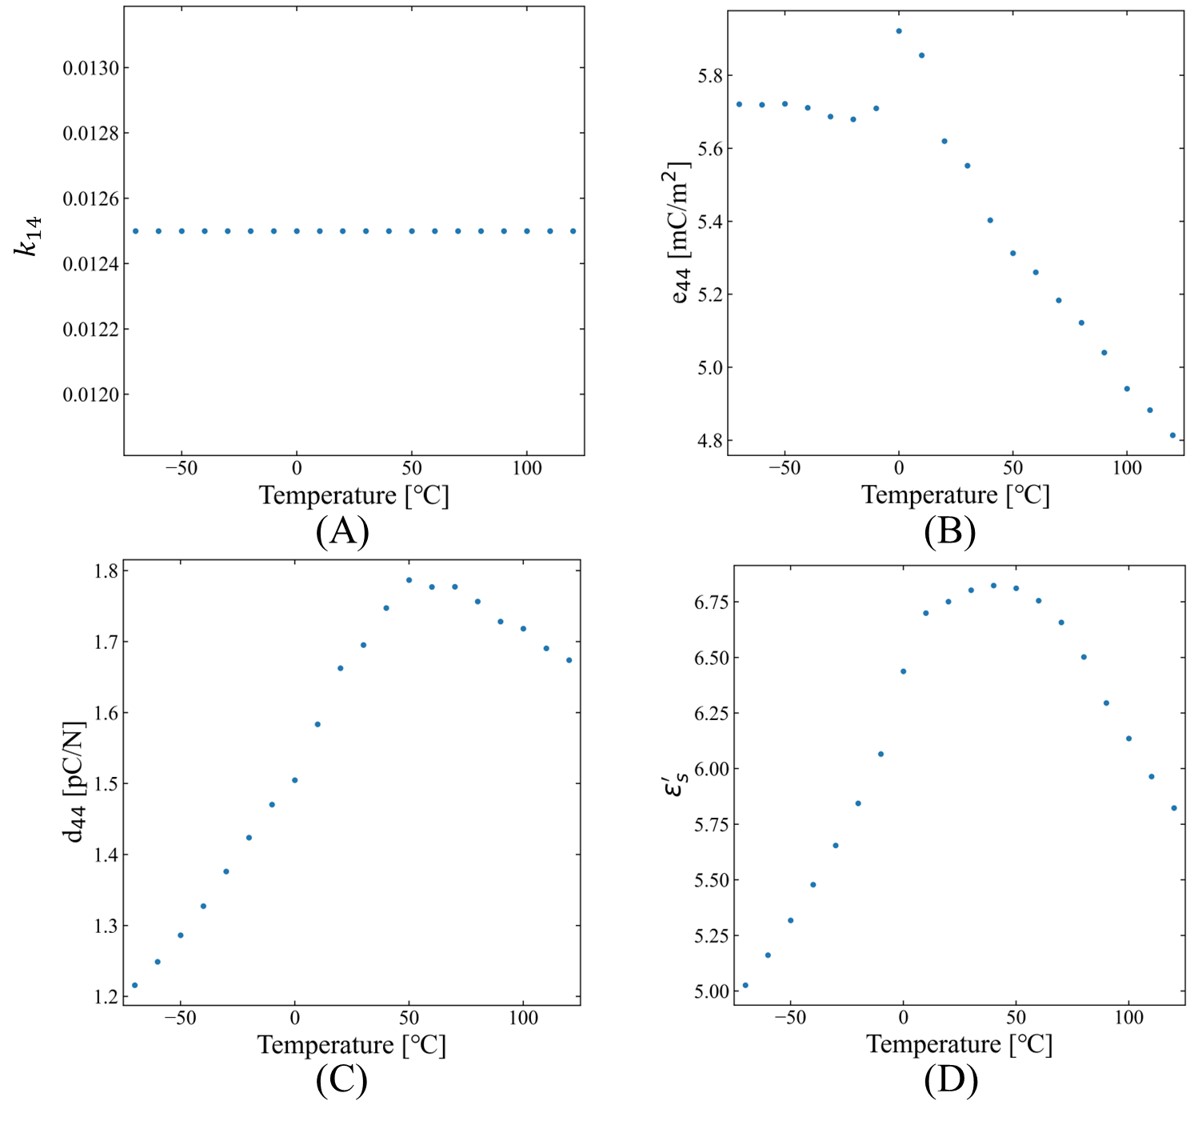 0.0130
0.0128
0.0126
0.0124
0.0122
0.0120
k₁₄
−50 0 50 100
Temperature [°C]
(A)
5.8
5.6
5.4
5.2
5.0
4.8
e₄₄ [mC/m²]
−50 0 50 100
Temperature [°C]
(B)
1.8
1.7
1.6
1.5
1.4
1.3
1.2
d₄₄ [pC/N]
−50 0 50 100
Temperature [°C]
(C)
6.75
6.50
6.25
6.00
5.75
5.50
5.25
5.00
ε′ₛ
−50 0 50 100
Temperature [°C]
(D)